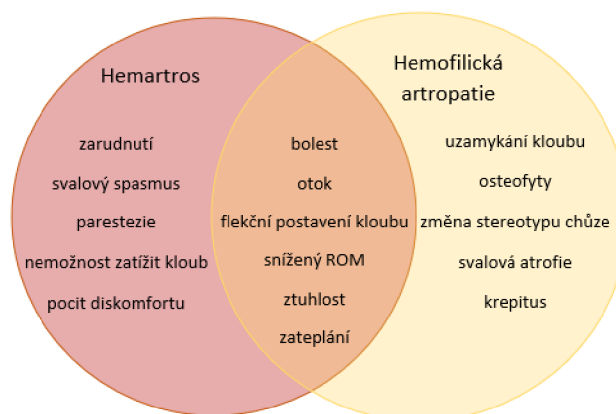 Hemartros
zarudnutí
svalový spasmus
parestezie
nemožnost zatížit kloub
pocit diskomfortu
bolest
otok
flekční postavení kloubu
snížený ROM
ztuhlost
zateplání
Hemofilická
artropatie
uzamykání kloubu
osteofyty
změna stereotypu chůze
svalová atrofie
krepitus